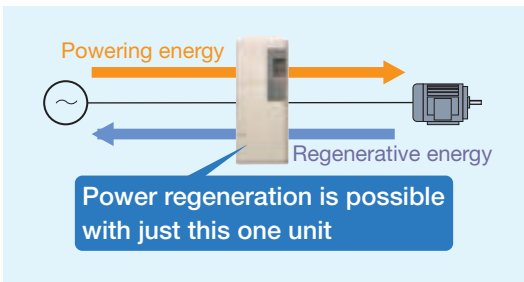 Powering energy
Regenerative energy
Power regeneration is possible
with just this one unit